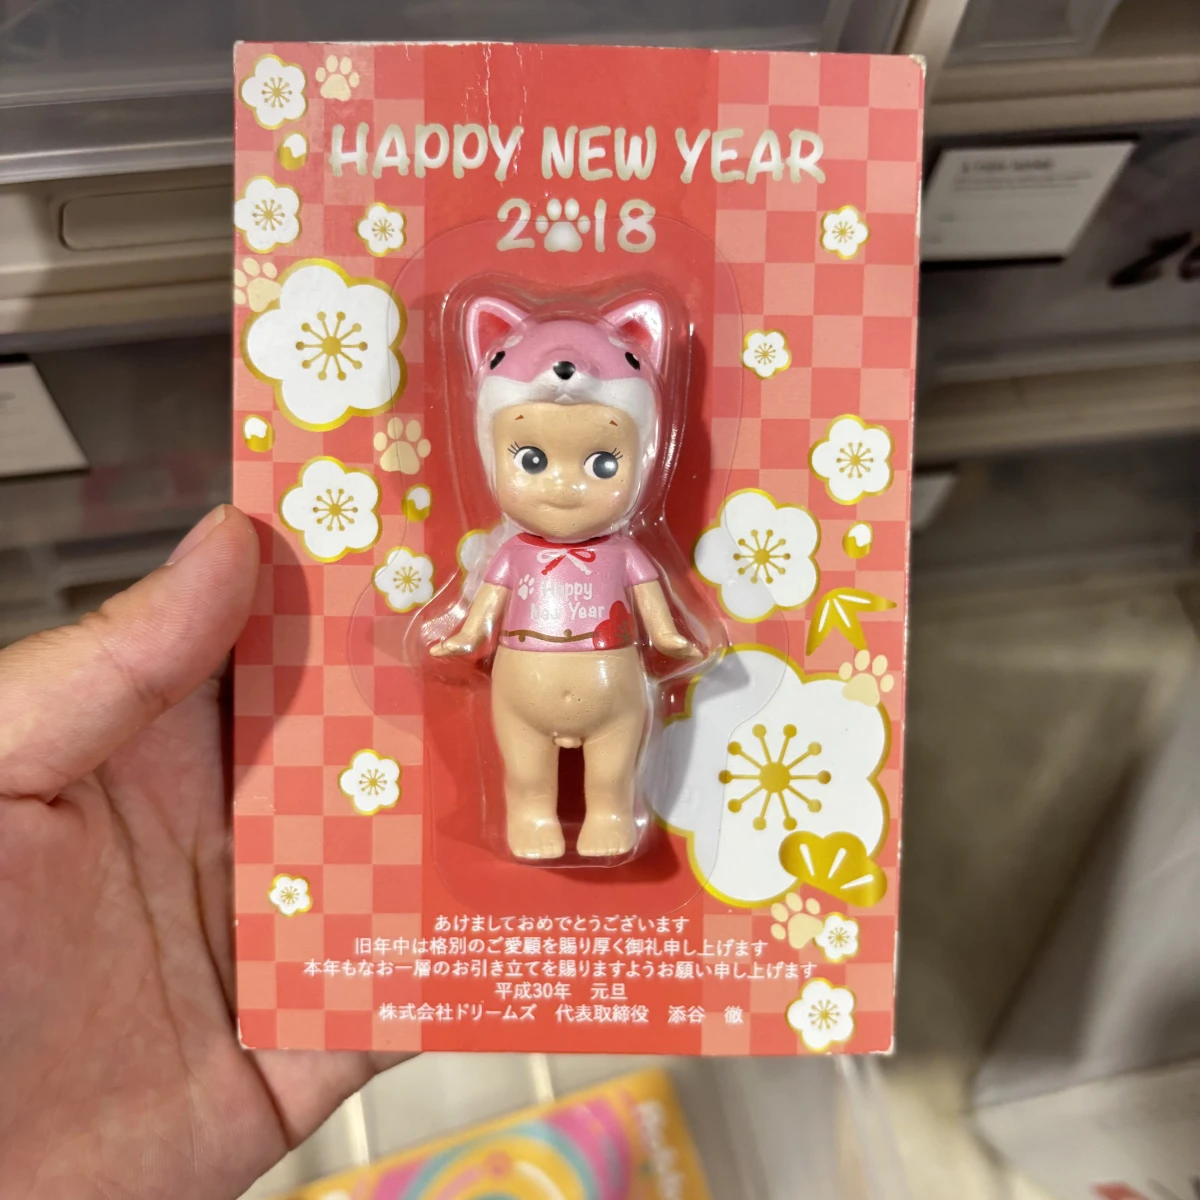 HAPPY NEW YEAR
2018
Happy
New Year
あけましておめでとうございます
旧年中は格別のご愛顧を賜り厚く御礼申し上げます
本年もなお一層のお引き立てを賜りますようお願い申し上げます
平成30年　元旦
株式会社ドリームズ　代表取締役　添谷　徹